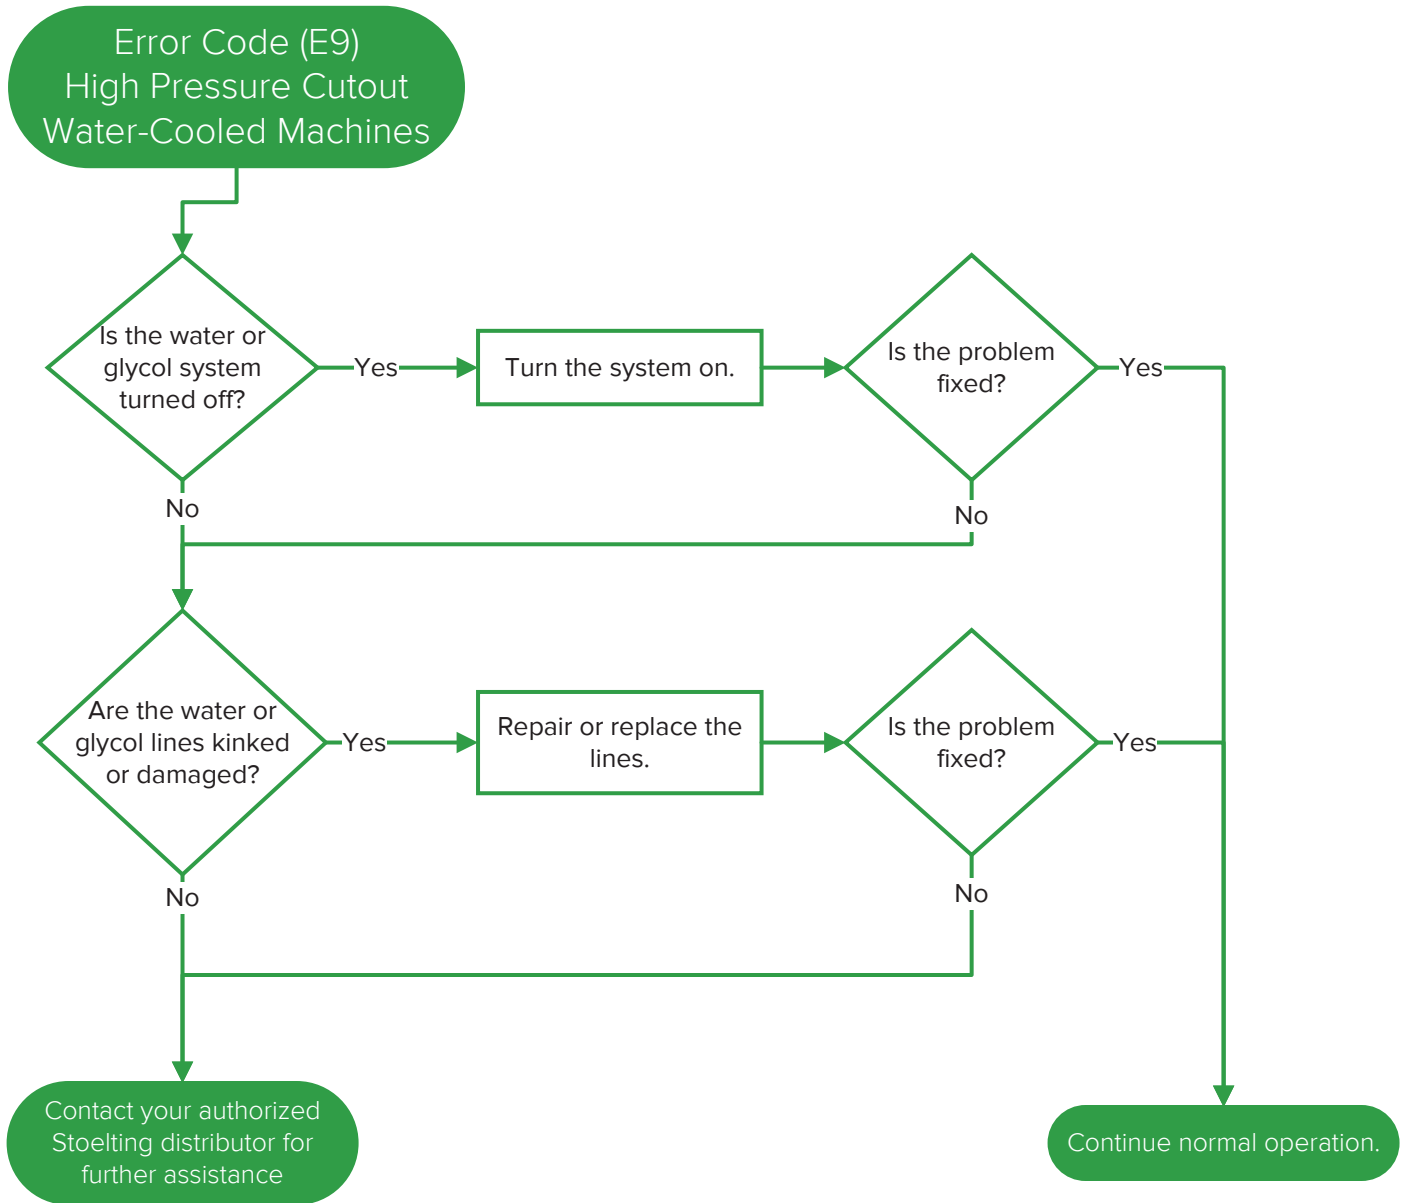 Error Code (E9)
High Pressure Cutout
Water-Cooled Machines
Is the water or
glycol system
turned off?
Yes
Turn the system on.
Is the problem
fixed?
Yes
No
No
Are the water or
glycol lines kinked
or damaged?
Yes
Repair or replace the
lines.
Is the problem
fixed?
Yes
No
No
Contact your authorized
Stoelting distributor for
further assistance
Continue normal operation.